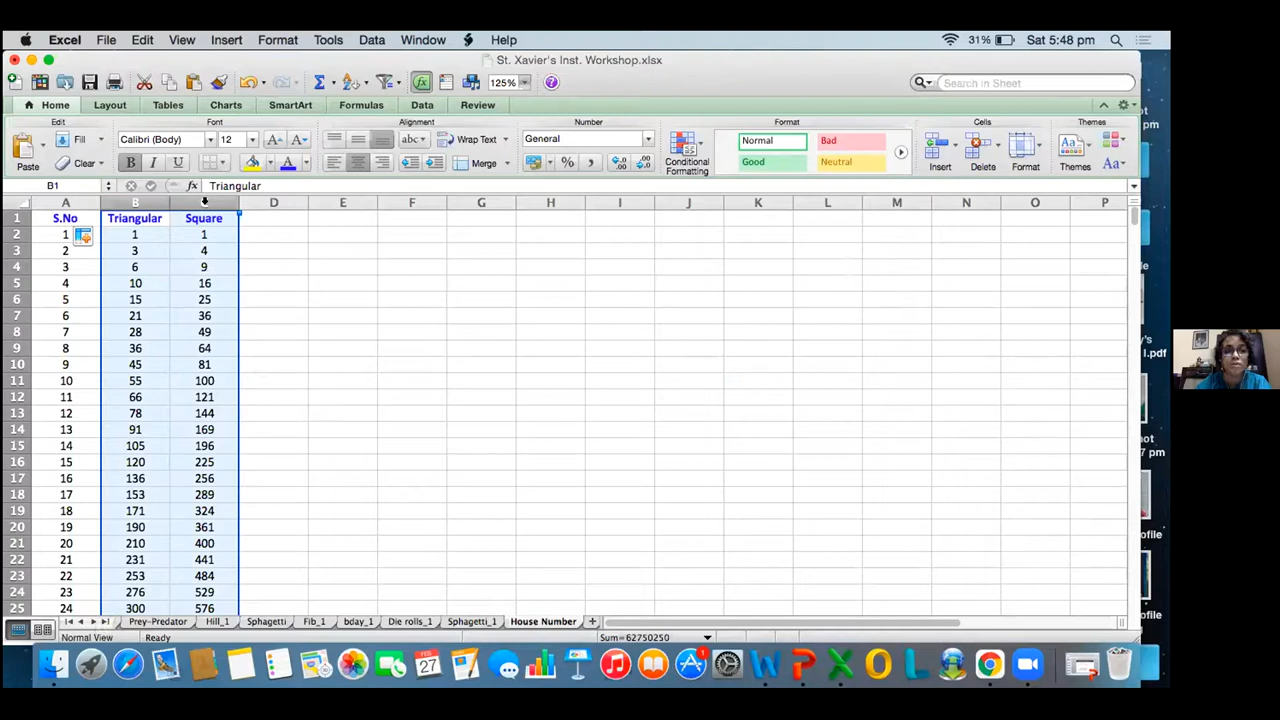 Excel File Edit View Insert Format Tools Data Window Help 31% Sat 5:48 pm
St. Xavier's Inst. Workshop.xlsx
125% Search in Sheet
Home Layout Tables Charts SmartArt Formulas Data Review
Edit Font Alignment Number Format Cells Themes
Fill Calibri (Body) 12 abc Wrap Text General Normal Bad
Paste Clear B I U A Merge % Conditional Formatting Good Neutral Insert Delete Format Themes Aa
B1 fx Triangular
A B C D E F G H I J K L M N O P
1 S.No Triangular Square
2 1 1 1
3 2 3 4
4 3 6 9
5 4 10 16
6 5 15 25
7 6 21 36
8 7 28 49
9 8 36 64
10 9 45 81
11 10 55 100
12 11 66 121
13 12 78 144
14 13 91 169
15 14 105 196
16 15 120 225
17 16 136 256
18 17 153 289
19 18 171 324
20 19 190 361
21 20 210 400
22 21 231 441
23 22 253 484
24 23 276 529
25 24 300 576
Prey-Predator Hill_1 Sphagetti Fib_1 bday_1 Die rolls_1 Sphagetti_1 House Number
Normal View Ready Sum=62750250
FEB
27